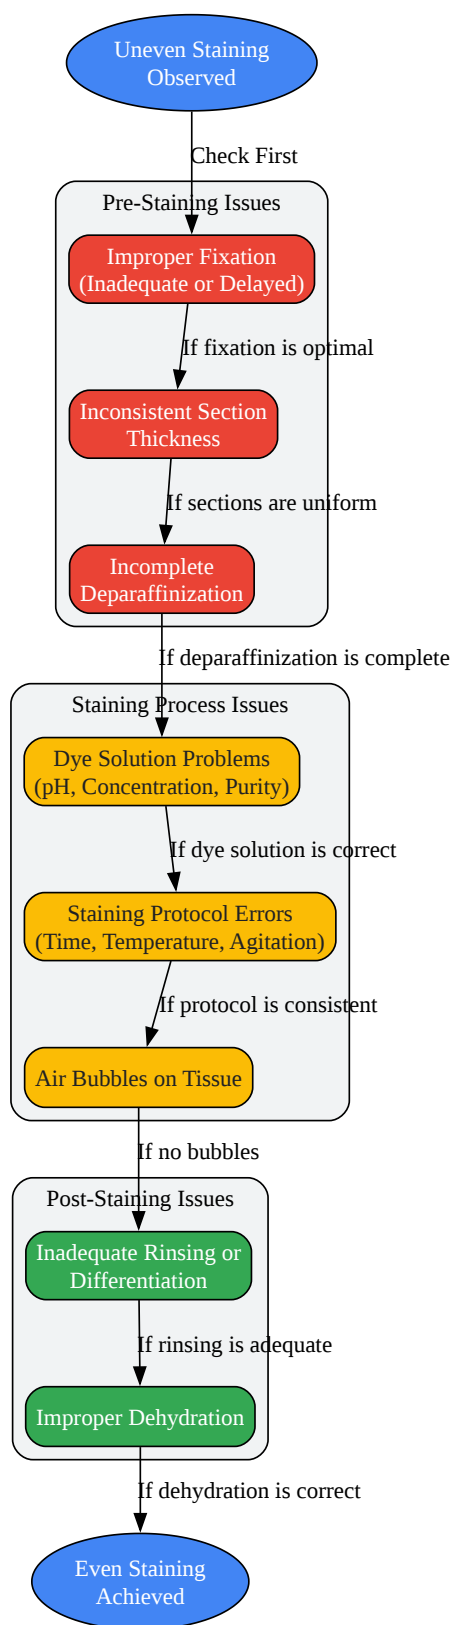 Uneven Staining
Observed
Check First
Pre-Staining Issues
Improper Fixation
(Inadequate or Delayed)
If fixation is optimal
Inconsistent Section
Thickness
If sections are uniform
Incomplete
Deparaffinization
If deparaffinization is complete
Staining Process Issues
Dye Solution Problems
(pH, Concentration, Purity)
If dye solution is correct
Staining Protocol Errors
(Time, Temperature, Agitation)
If protocol is consistent
Air Bubbles on Tissue
If no bubbles
Post-Staining Issues
Inadequate Rinsing or
Differentiation
If rinsing is adequate
Improper Dehydration
If dehydration is correct
Even Staining
Achieved